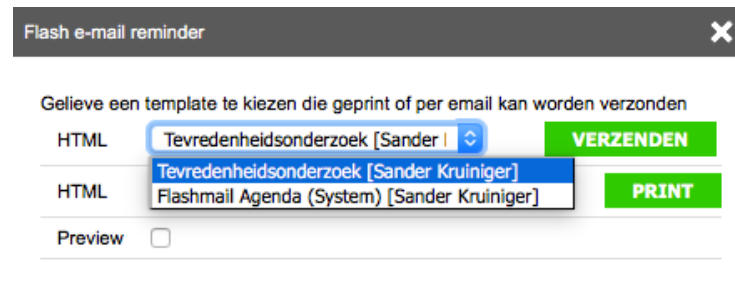 Flash e-mail reminder
Gelieve een template te kiezen die geprint of per email kan worden verzonden
HTML Tevredenheidsonderzoek [Sander VERZENDEN
Tevredenheidsonderzoek [Sander Kruiniger]
HTML Flashmail Agenda (System) [Sander Kruiniger] PRINT
Preview